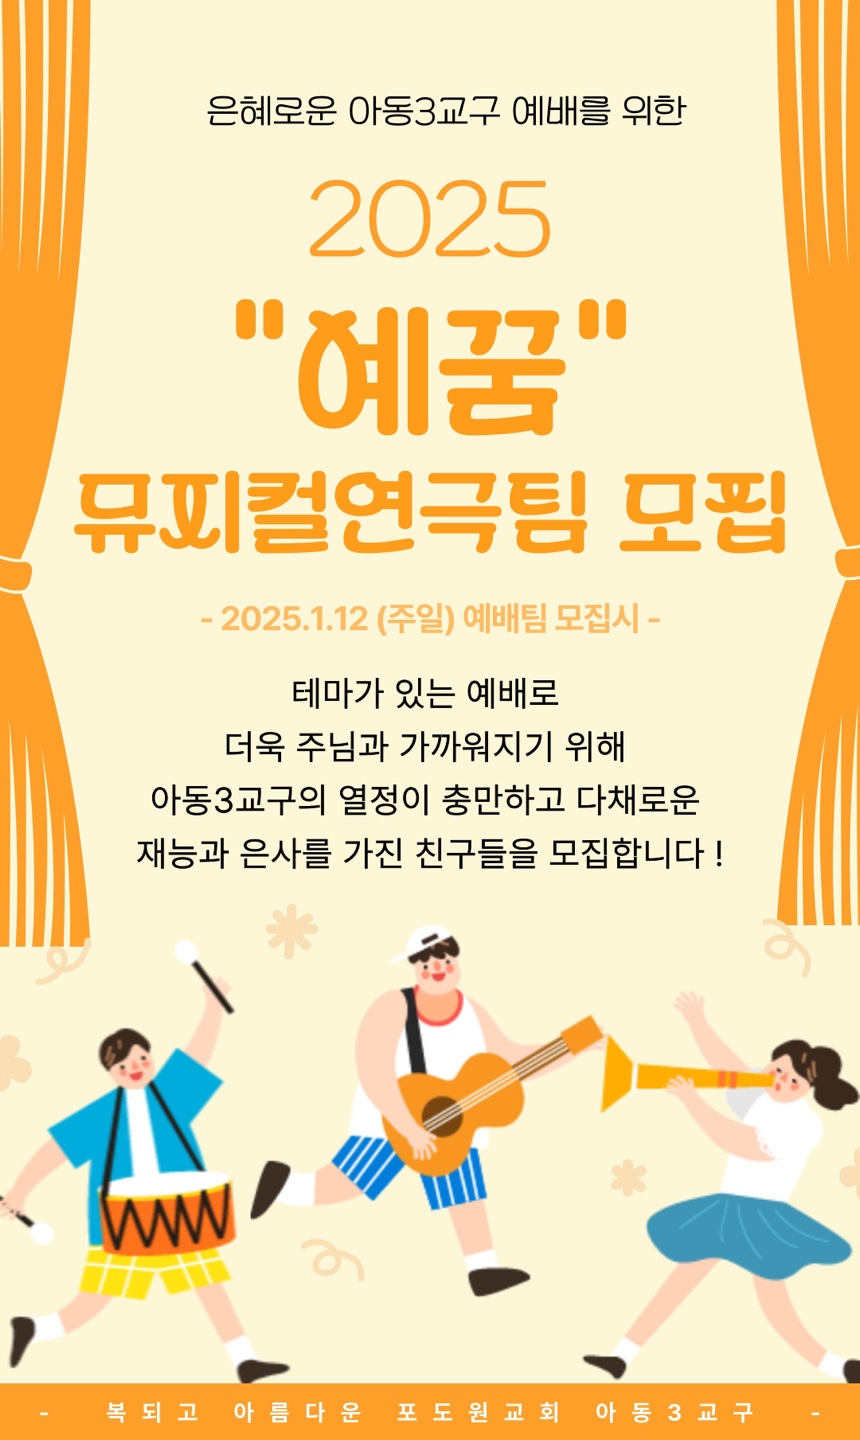 은혜로운 아동3교구 예배를 위한
2025
"예꿈"
뮤지컬연극팀 모집
- 2025.1.12 (주일) 예배팀 모집시 -
테마가 있는 예배로
더욱 주님과 가까워지기 위해
아동3교구의 열정이 충만하고 다채로운
재능과 은사를 가진 친구들을 모집합니다 !
- 복되고 아름다운 포도원교회 아동3교구 -